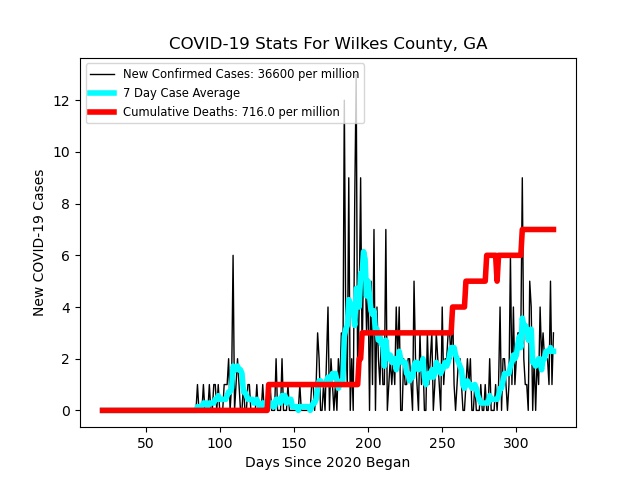 COVID-19 Stats For Wilkes County, GA
New Confirmed Cases: 36600 per million
7 Day Case Average
Cumulative Deaths: 716.0 per million
New COVID-19 Cases
12
10
8
6
4
2
0
50 100 150 200 250 300
Days Since 2020 Began